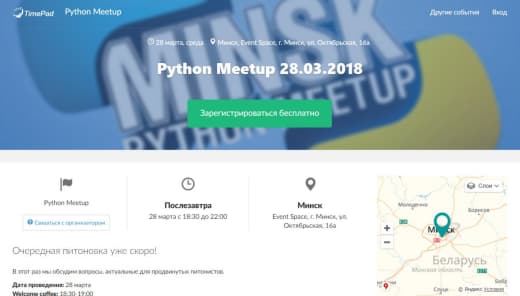 TimePad Python Meetup Другие события Вход
28 марта, среда Минск, Event Space, г. Минск, ул. Октябрьская, 16а
MINSK
PYTHON MEETUP
Python Meetup 28.03.2018
Зарегистрироваться бесплатно
Python Meetup
Связаться с организатором
Послезавтра
28 марта с 18:30 до 22:00
Минск
Event Space, г. Минск, ул.
Октябрьская, 16а
Слои
Молодечно
Борисов
Минск
Беларусь
Минская область
© Яндекс Условия
Очередная питоновка уже скоро!
В этот раз мы обсудим вопросы, актуальные для продвинутых питонистов.
Дата проведения: 28 марта
Welcome coffee: 18:30-19:00